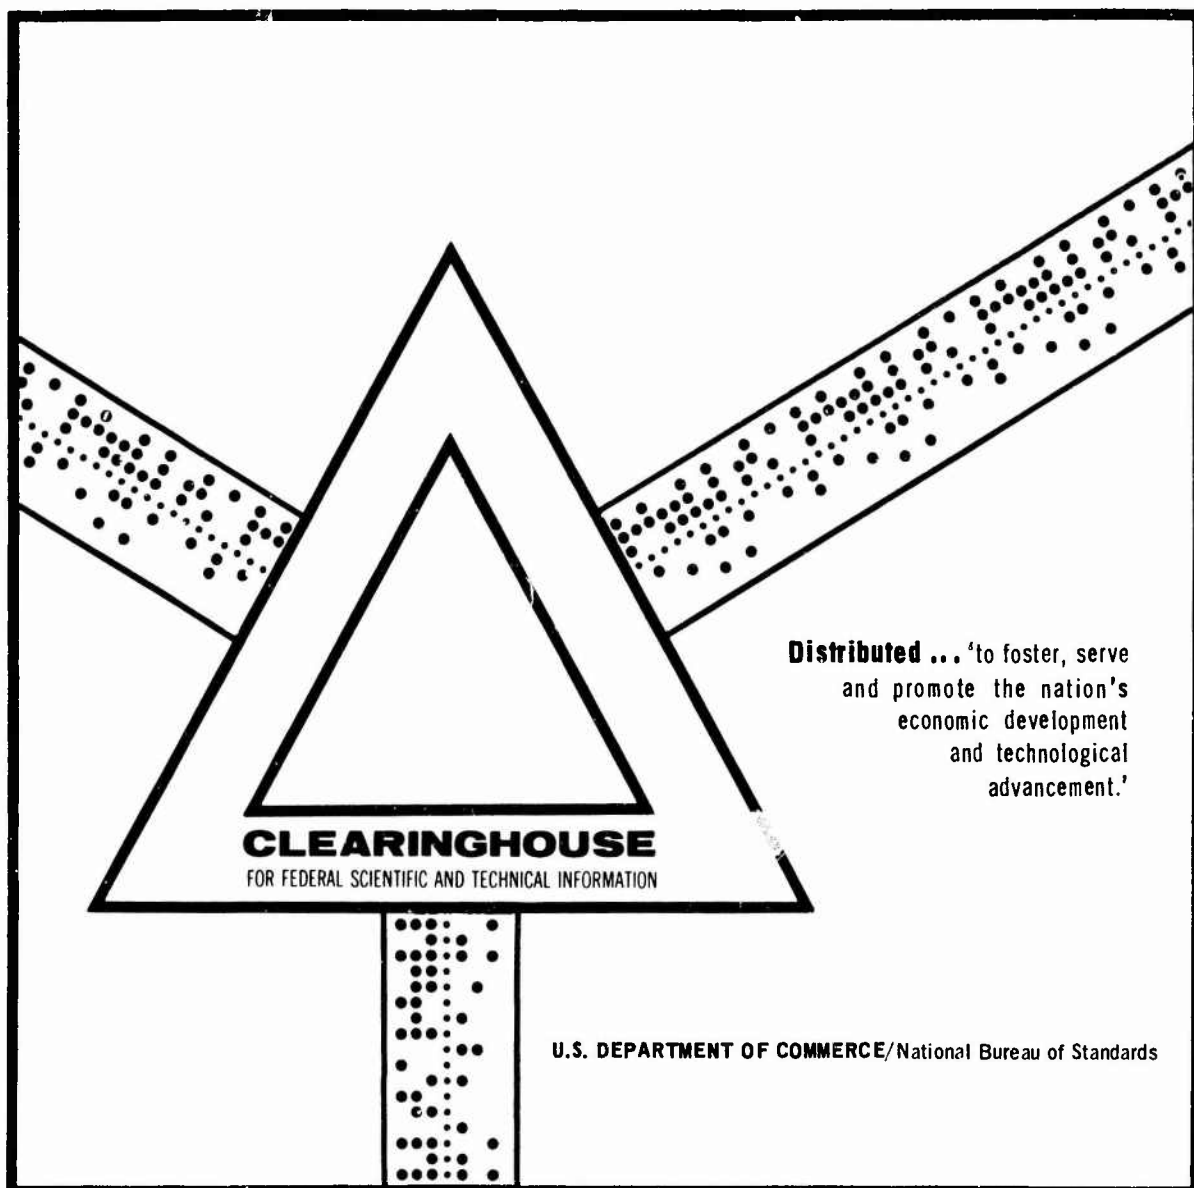 Distributed ... 'to foster, serve
and promote the nation's
economic development
and technological
advancement.'
CLEARINGHOUSE
FOR FEDERAL SCIENTIFIC AND TECHNICAL INFORMATION
U.S. DEPARTMENT OF COMMERCE/National Bureau of Standards